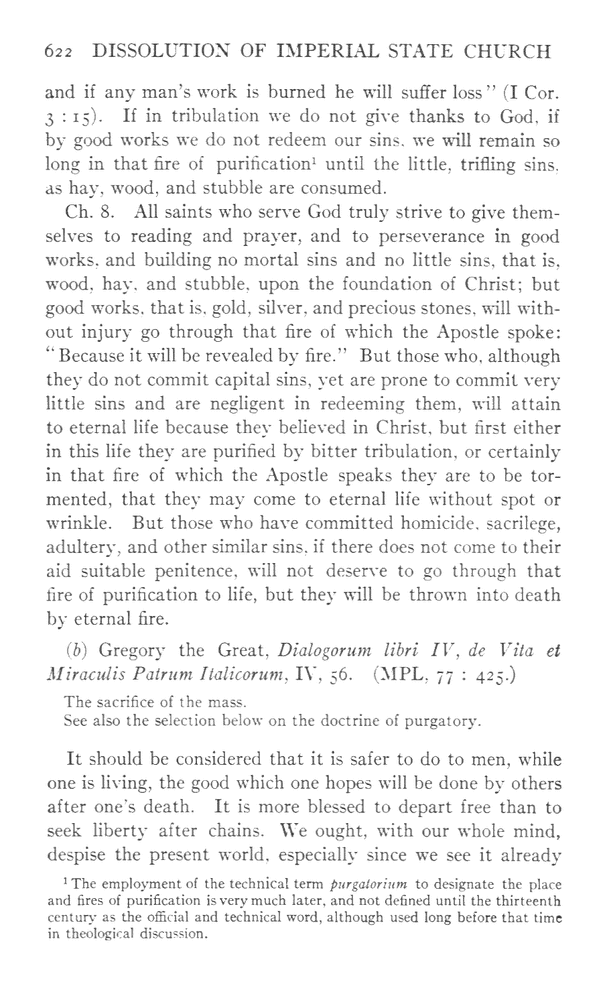 622 DISSOLUTION OF IMPERIAL STATE CHURCH
and if any man's work is burned he will suffer loss" (I Cor.
3 : 15). If in tribulation we do not give thanks to God, if
by good works we do not redeem our sins, we will remain so
long in that fire of purification¹ until the little, trifling sins,
as hay, wood, and stubble are consumed.
Ch. 8. All saints who serve God truly strive to give them-
selves to reading and prayer, and to perseverance in good
works, and building no mortal sins and no little sins, that is,
wood, hay, and stubble, upon the foundation of Christ; but
good works, that is, gold, silver, and precious stones, will with-
out injury go through that fire of which the Apostle spoke:
"Because it will be revealed by fire." But those who, although
they do not commit capital sins, yet are prone to commit very
little sins and are negligent in redeeming them, will attain
to eternal life because they believed in Christ, but first either
in this life they are purified by bitter tribulation, or certainly
in that fire of which the Apostle speaks they are to be tor-
mented, that they may come to eternal life without spot or
wrinkle. But those who have committed homicide, sacrilege,
adultery, and other similar sins, if there does not come to their
aid suitable penitence, will not deserve to go through that
fire of purification to life, but they will be thrown into death
by eternal fire.
(b) Gregory the Great, Dialogorum libri IV, de Vita et
Miraculis Patrum Italicorum, IV, 56. (MPL, 77 : 425.)
The sacrifice of the mass.
See also the selection below on the doctrine of purgatory.
It should be considered that it is safer to do to men, while
one is living, the good which one hopes will be done by others
after one's death. It is more blessed to depart free than to
seek liberty after chains. We ought, with our whole mind,
despise the present world, especially since we see it already
¹ The employment of the technical term purgatorium to designate the place
and fires of purification is very much later, and not defined until the thirteenth
century as the official and technical word, although used long before that time
in theological discussion.